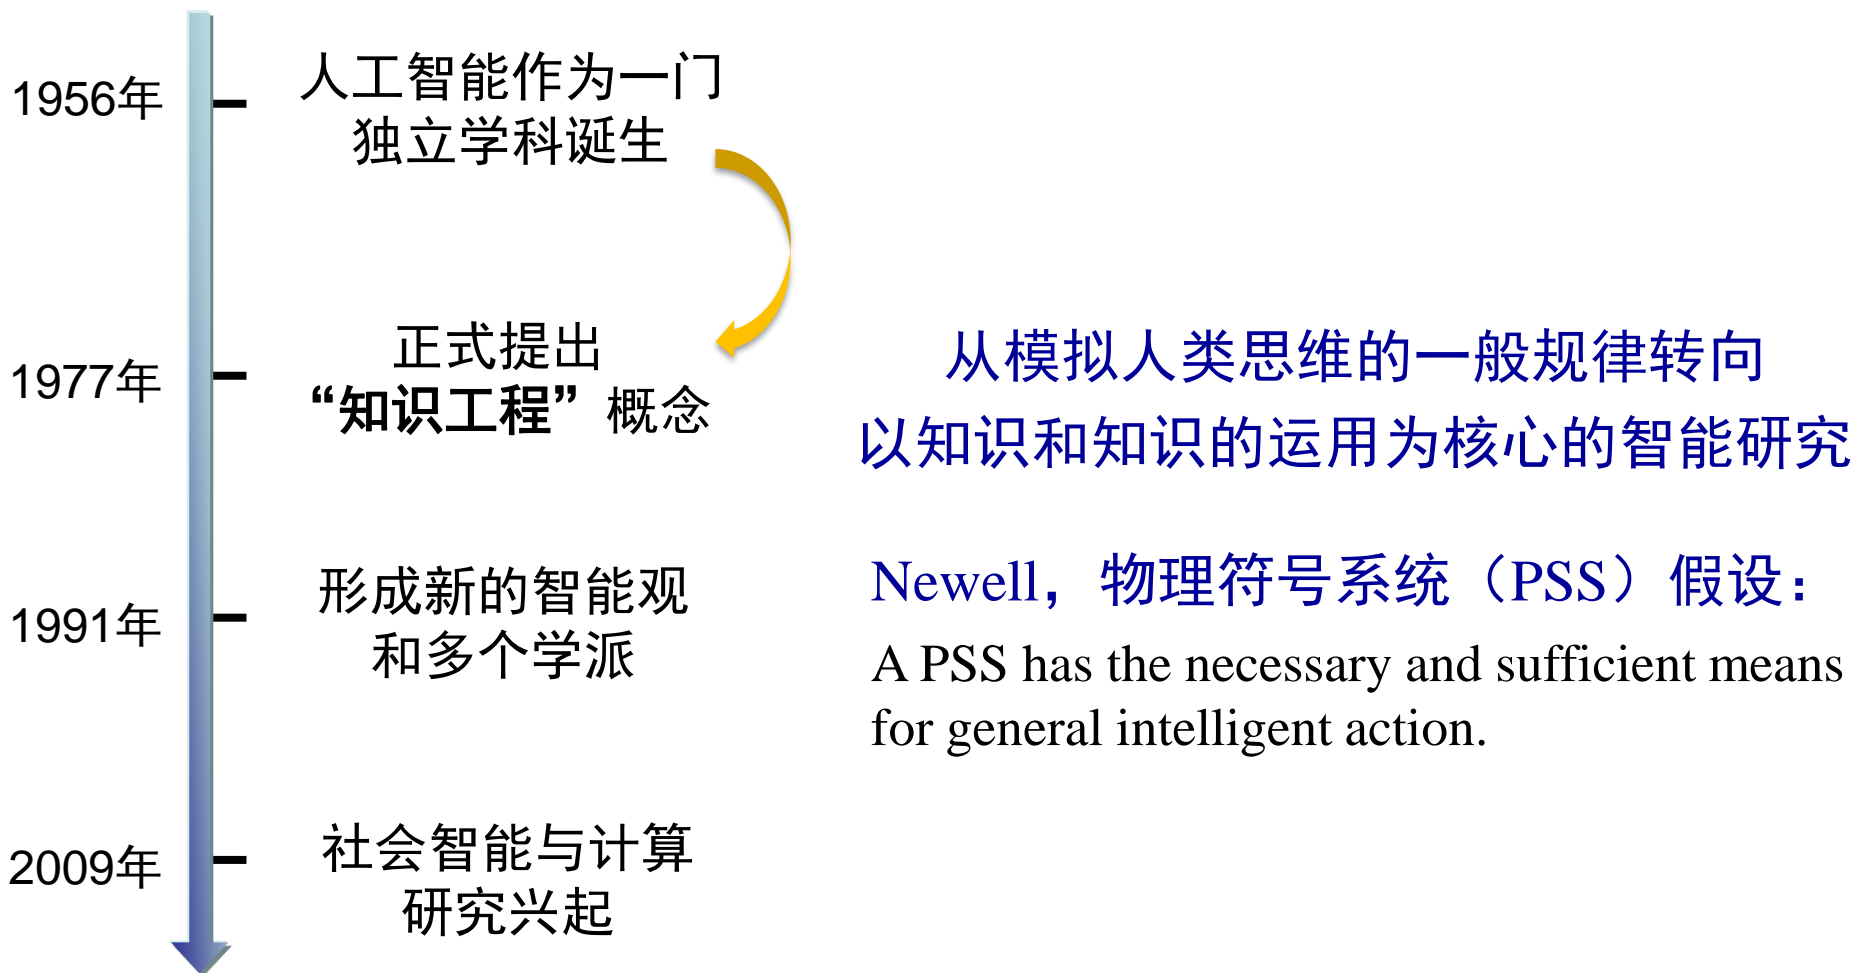 1956年
人工智能作为一门
独立学科诞生
1977年
正式提出
“知识工程”概念
从模拟人类思维的一般规律转向
以知识和知识的运用为核心的智能研究
1991年
形成新的智能观
和多个学派
Newell，物理符号系统（PSS）假设：
A PSS has the necessary and sufficient means
for general intelligent action.
2009年
社会智能与计算
研究兴起